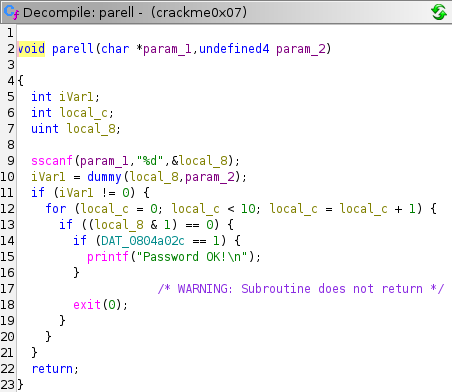 Decompile: parell - (crackme0x07)
1
2 void parell(char *param_1,undefined4 param_2)
3
4 {
5 int iVar1;
6 int local_c;
7 uint local_8;
8
9 sscanf(param_1,"%d",&local_8);
10 iVar1 = dummy(local_8,param_2);
11 if (iVar1 != 0) {
12 for (local_c = 0; local_c < 10; local_c = local_c + 1) {
13 if ((local_8 & 1) == 0) {
14 if (DAT_0804a02c == 1) {
15 printf("Password OK!\n");
16 }
17 /* WARNING: Subroutine does not return */
18 exit(0);
19 }
20 }
21 }
22 return;
23 }